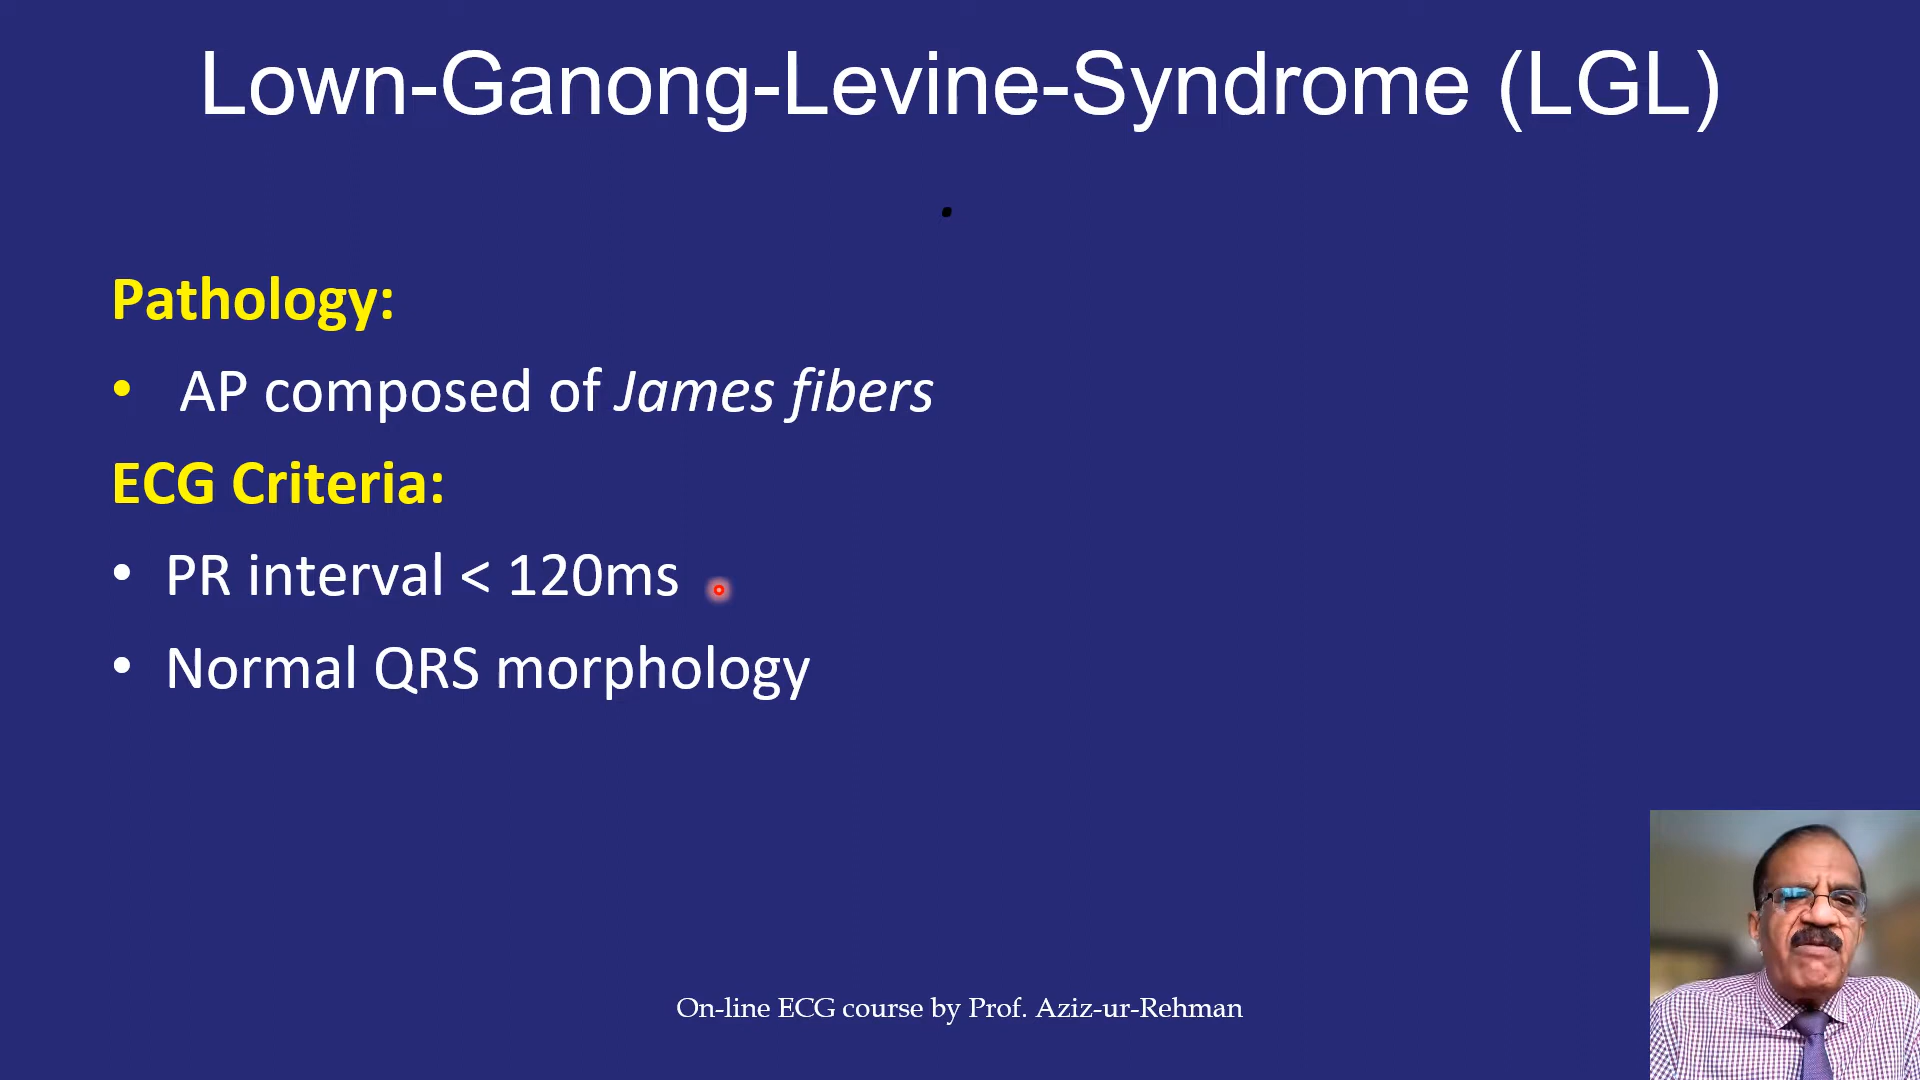 Lown-Ganong-Levine-Syndrome (LGL)
.
Pathology:
• AP composed of James fibers
ECG Criteria:
• PR interval < 120ms
• Normal QRS morphology
On-line ECG course by Prof. Aziz-ur-Rehman